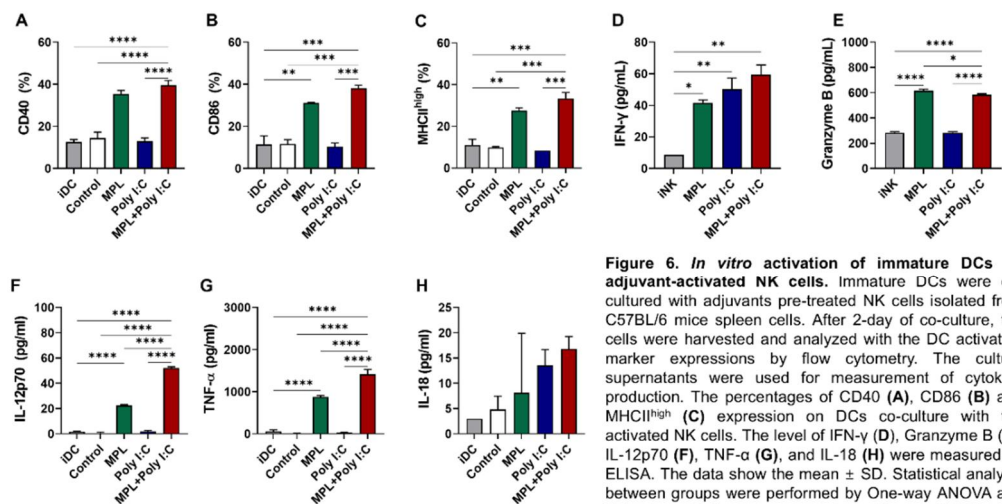 A
CD40 (%)
60
40
20
0
****
****
****
iDC
Control
MPL
Poly I:C
MPL+Poly I:C
B
CD86 (%)
60
40
20
0
***
***
**
***
iDC
Control
MPL
Poly I:C
MPL+Poly I:C
C
MHCIIhigh (%)
60
40
20
0
***
***
**
***
iDC
Control
MPL
Poly I:C
MPL+Poly I:C
D
IFN-γ (pg/mL)
80
60
40
20
0
**
**
*
iNK
MPL
Poly I:C
MPL+Poly I:C
E
Granzyme B (pg/mL)
1000
800
600
400
200
0
****
*
****
****
iNK
MPL
Poly I:C
MPL+Poly I:C
F
IL-12p70 (pg/ml)
80
60
40
20
0
****
****
****
****
****
iDC
Control
MPL
Poly I:C
MPL+Poly I:C
G
TNF-α (pg/ml)
3000
2000
1000
0
****
****
****
****
****
iDC
Control
MPL
Poly I:C
MPL+Poly I:C
H
IL-18 (pg/ml)
25
20
15
10
5
0
iDC
Control
MPL
Poly I:C
MPL+Poly I:C
Figure 6. In vitro activation of immature DCs
adjuvant-activated NK cells. Immature DCs were
cultured with adjuvants pre-treated NK cells isolated
C57BL/6 mice spleen cells. After 2-day of co-culture,
cells were harvested and analyzed with the DC
marker expressions by flow cytometry. The
supernatants were used for measurement of
production. The percentages of CD40 (A), CD86 (B)
MHCIIhigh (C) expression on DCs co-culture with
activated NK cells. The level of IFN-γ (D), Granzyme B
IL-12p70 (F), TNF-α (G), and IL-18 (H) were measured
ELISA. The data show the mean ± SD. Statistical
between groups were performed by One-way ANOVA